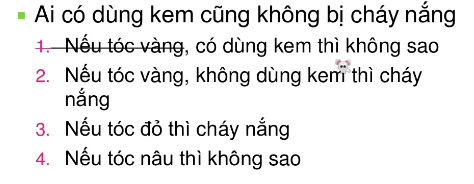 Ai có dùng kem cũng không bị cháy nắng
1. Nếu tóc vàng, có dùng kem thì không sao
2. Nếu tóc vàng, không dùng kem thì cháy
nắng
3. Nếu tóc đỏ thì cháy nắng
4. Nếu tóc nâu thì không sao